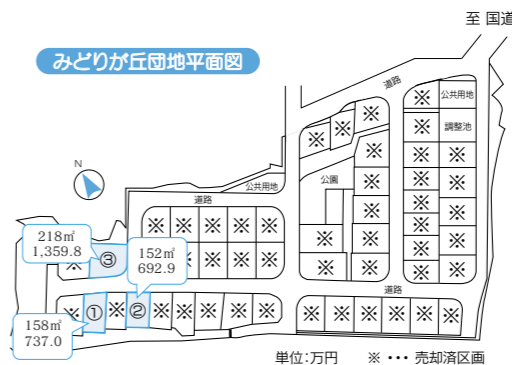 至 国道
みどりが丘団地平面図
道路
※ 公共用地
※ ※ ※
※ 調整池
※ ※ ※
N
公園 ※ ※ ※
公共用地
道路
※ ※ ※ ※ ※
※ ※ ※
218㎡
1,359.8
152㎡
692.9
※ ③ ※ ※ ※ ※ ※
※ ※ ※ ※
道路
① ※ ② ※ ※ ※ ※ ※
※ ※ ※ ※ ※ ※
158㎡
737.0
単位:万円 ※ ••• 売却済区画